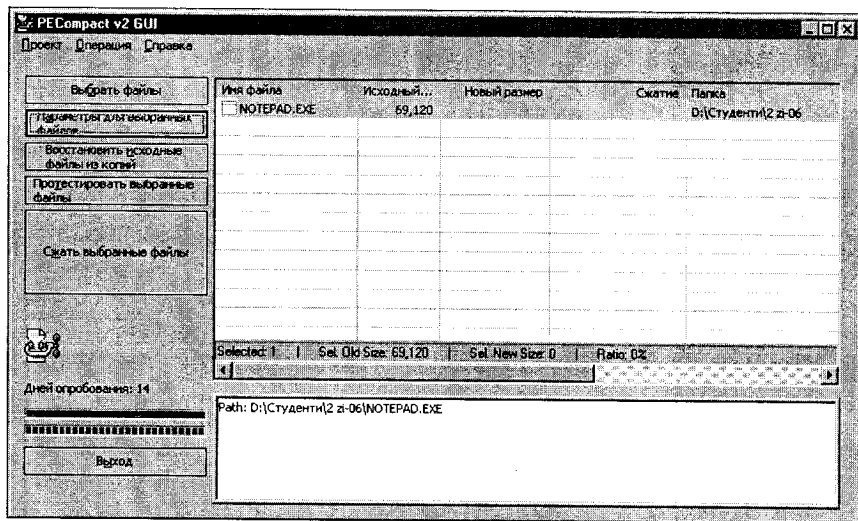 PECompact v2 GUI
Проект Операция Справка
Выбрать файлы
Параметры для выбранных
файлов
Восстановить исходные
файлы из копий
Протестировать выбранные
файлы
Сжать выбранные файлы
Дней опробования: 14
Выход
Имя файла Исходный... Новый размер Сжатие Папка
NOTEPAD.EXE 69,120 D:\Студенти\2 zi-06
Selected: 1 | Sel. Old Size: 69,120 | Sel. New Size: 0 | Ratio: 0%
Path: D:\Студенти\2 zi-06\NOTEPAD.EXE